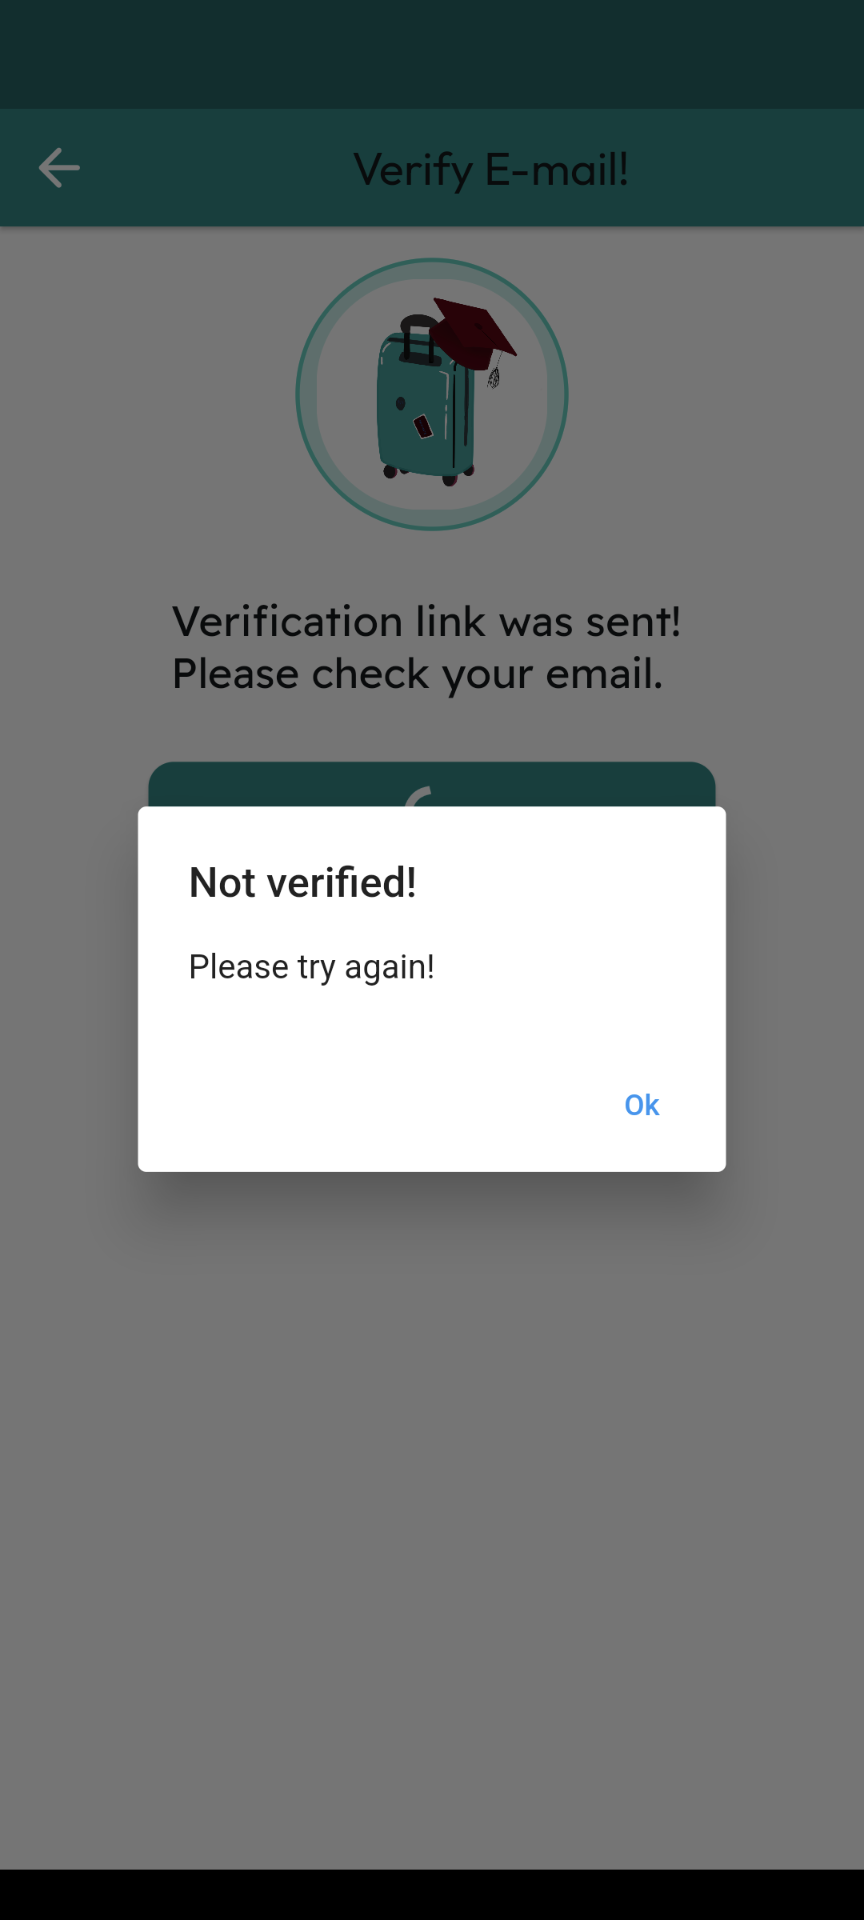 Verify E-mail!
Verification link was sent!
Please check your email.
Not verified!
Please try again!
Ok